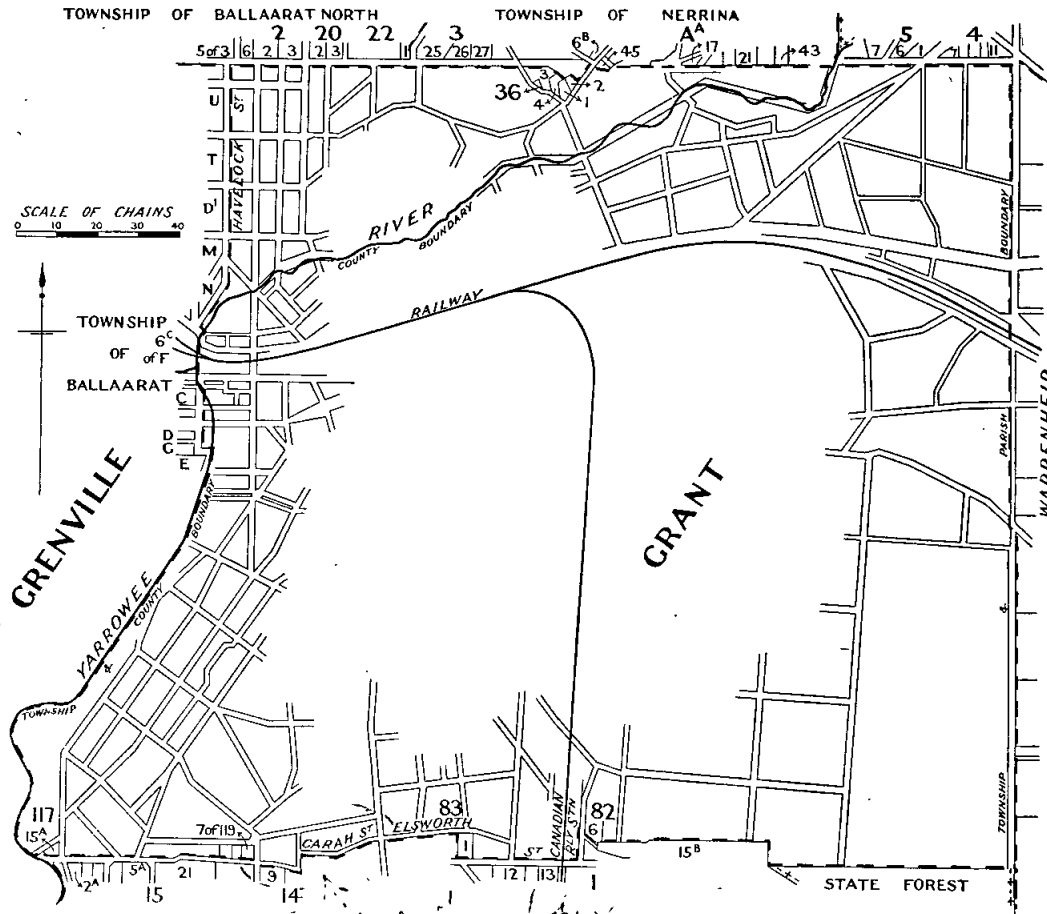 TOWNSHIP OF BALLAARAT NORTH
TOWNSHIP OF NERRINA
2 20 22 3
6B
45
AA
17
5 4
5 of 3 6 2 3 2 3 11 25 26 27
21
43
7 6 1 7 11
3
2
36
4
1
U
ST
T
HAVELOCK
D'
M
N
SCALE OF CHAINS
0 10 20 30 40
RIVER
COUNTY BOUNDARY
BOUNDARY
RAILWAY
TOWNSHIP
6C
OF of F
BALLAARAT
C
D
G
E
PARISH
WARRENHEIP
GRENVILLE
BOUNDARY
GRANT
YARROWEE
COUNTY
&
&
TOWNSHIP
TOWNSHIP
117
15A
7 of 119
CARAH ST
83
ELSWORTH
ST
1
CANADIAN
RLY STN
82
6
15B
2A
5A
21
9
12
13
15
14
1
STATE FOREST